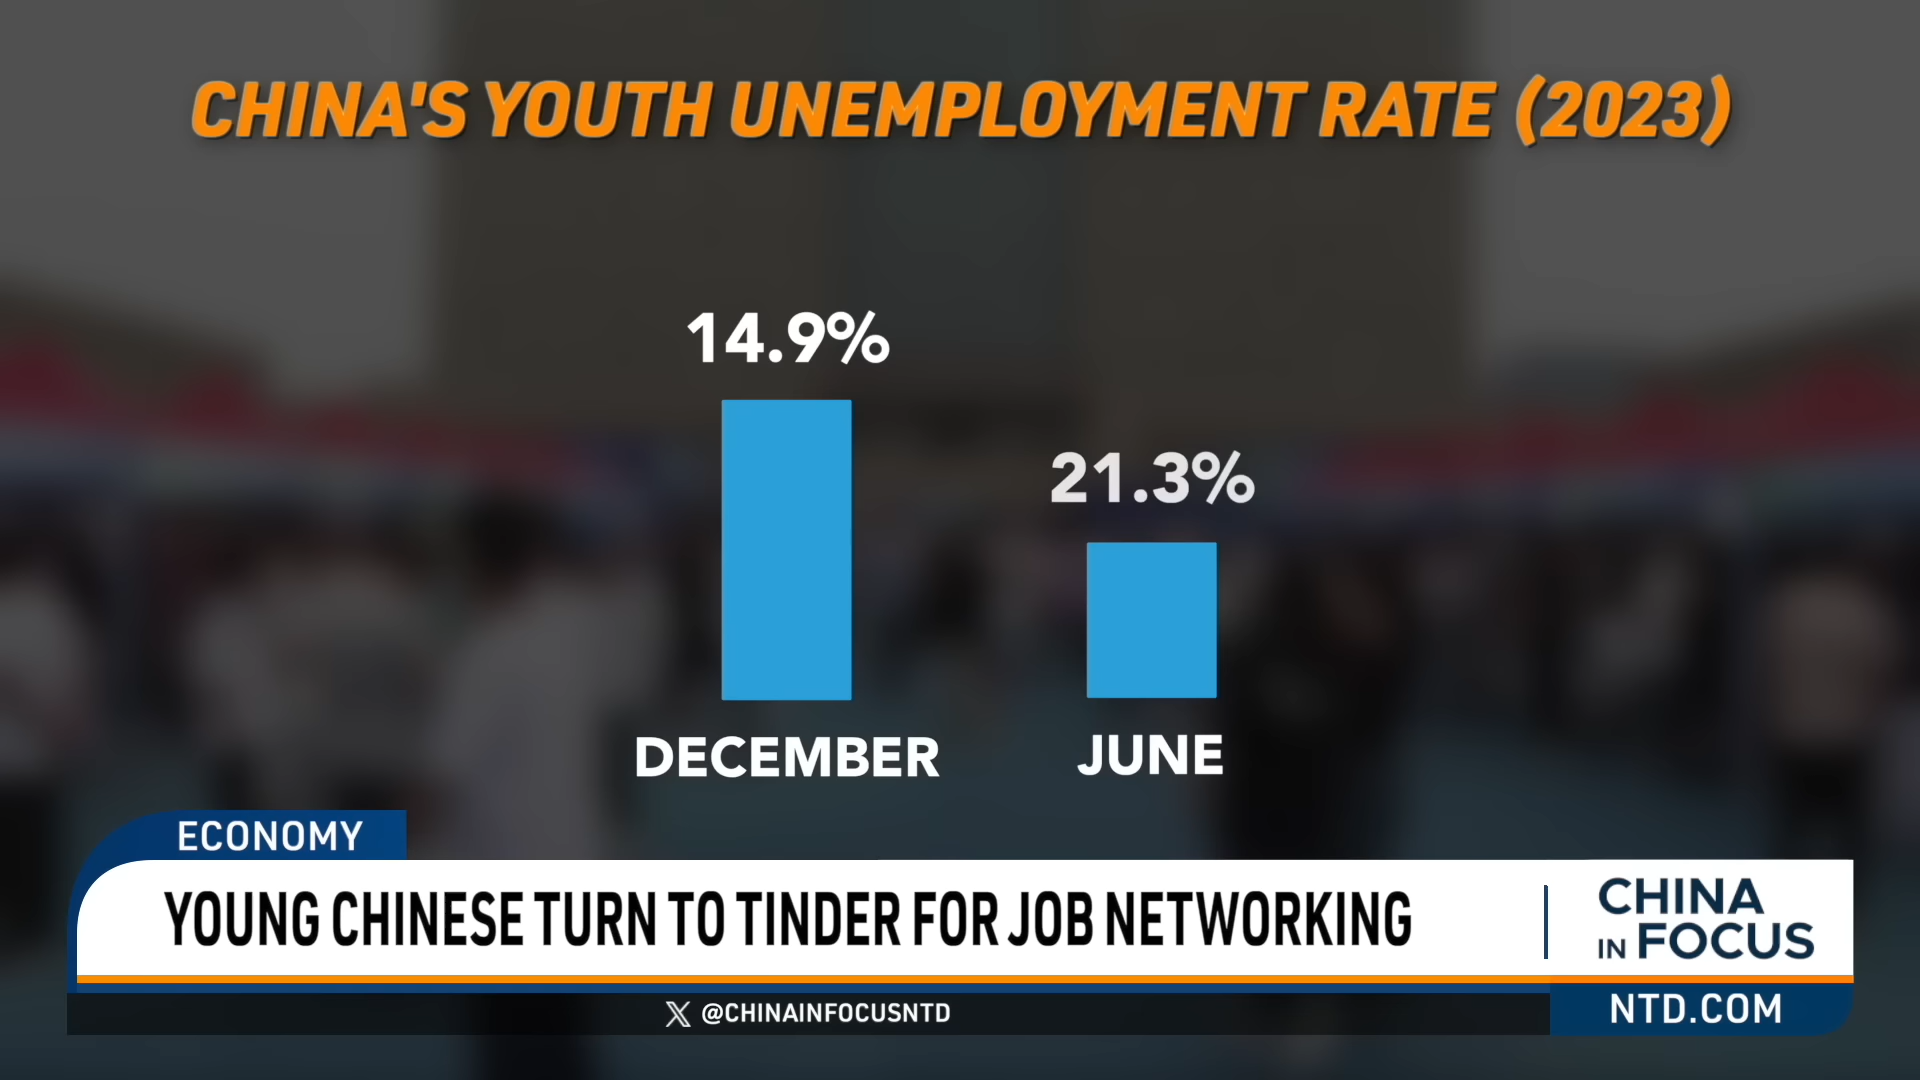 CHINA'S YOUTH UNEMPLOYMENT RATE (2023)
14.9%
21.3%
DECEMBER
JUNE
ECONOMY
YOUNG CHINESE TURN TO TINDER FOR JOB NETWORKING
CHINA
IN FOCUS
X @CHINAINFOCUSNTD
NTD.COM